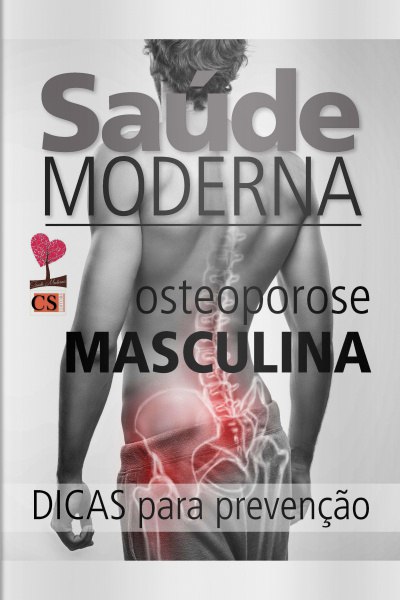 Saúde
MODERNA
CS
osteoporose
MASCULINA
DICAS para prevenção